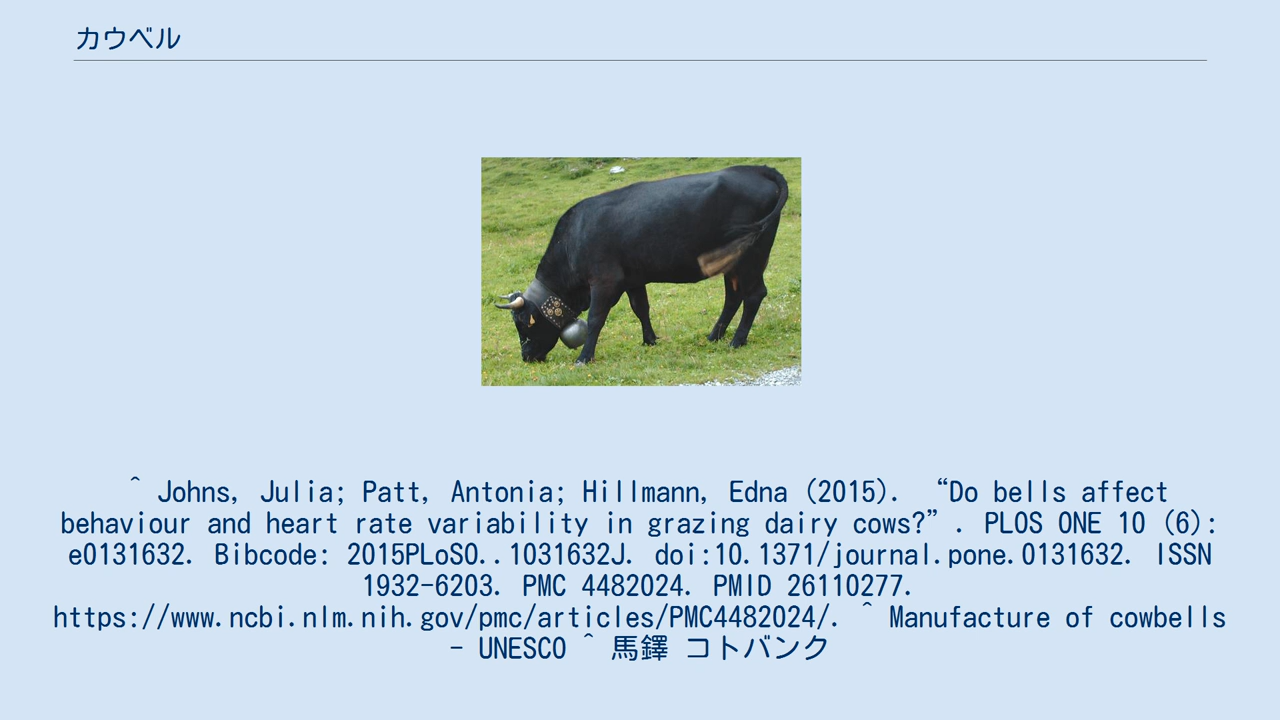 カウベル
^ Johns, Julia; Patt, Antonia; Hillmann, Edna (2015). “Do bells affect
behaviour and heart rate variability in grazing dairy cows?”. PLOS ONE 10 (6):
e0131632. Bibcode: 2015PLoSO..1031632J. doi:10.1371/journal.pone.0131632. ISSN
1932-6203. PMC 4482024. PMID 26110277.
https://www.ncbi.nlm.nih.gov/pmc/articles/PMC4482024/. ^ Manufacture of cowbells
- UNESCO ^ 馬鐸 コトバンク